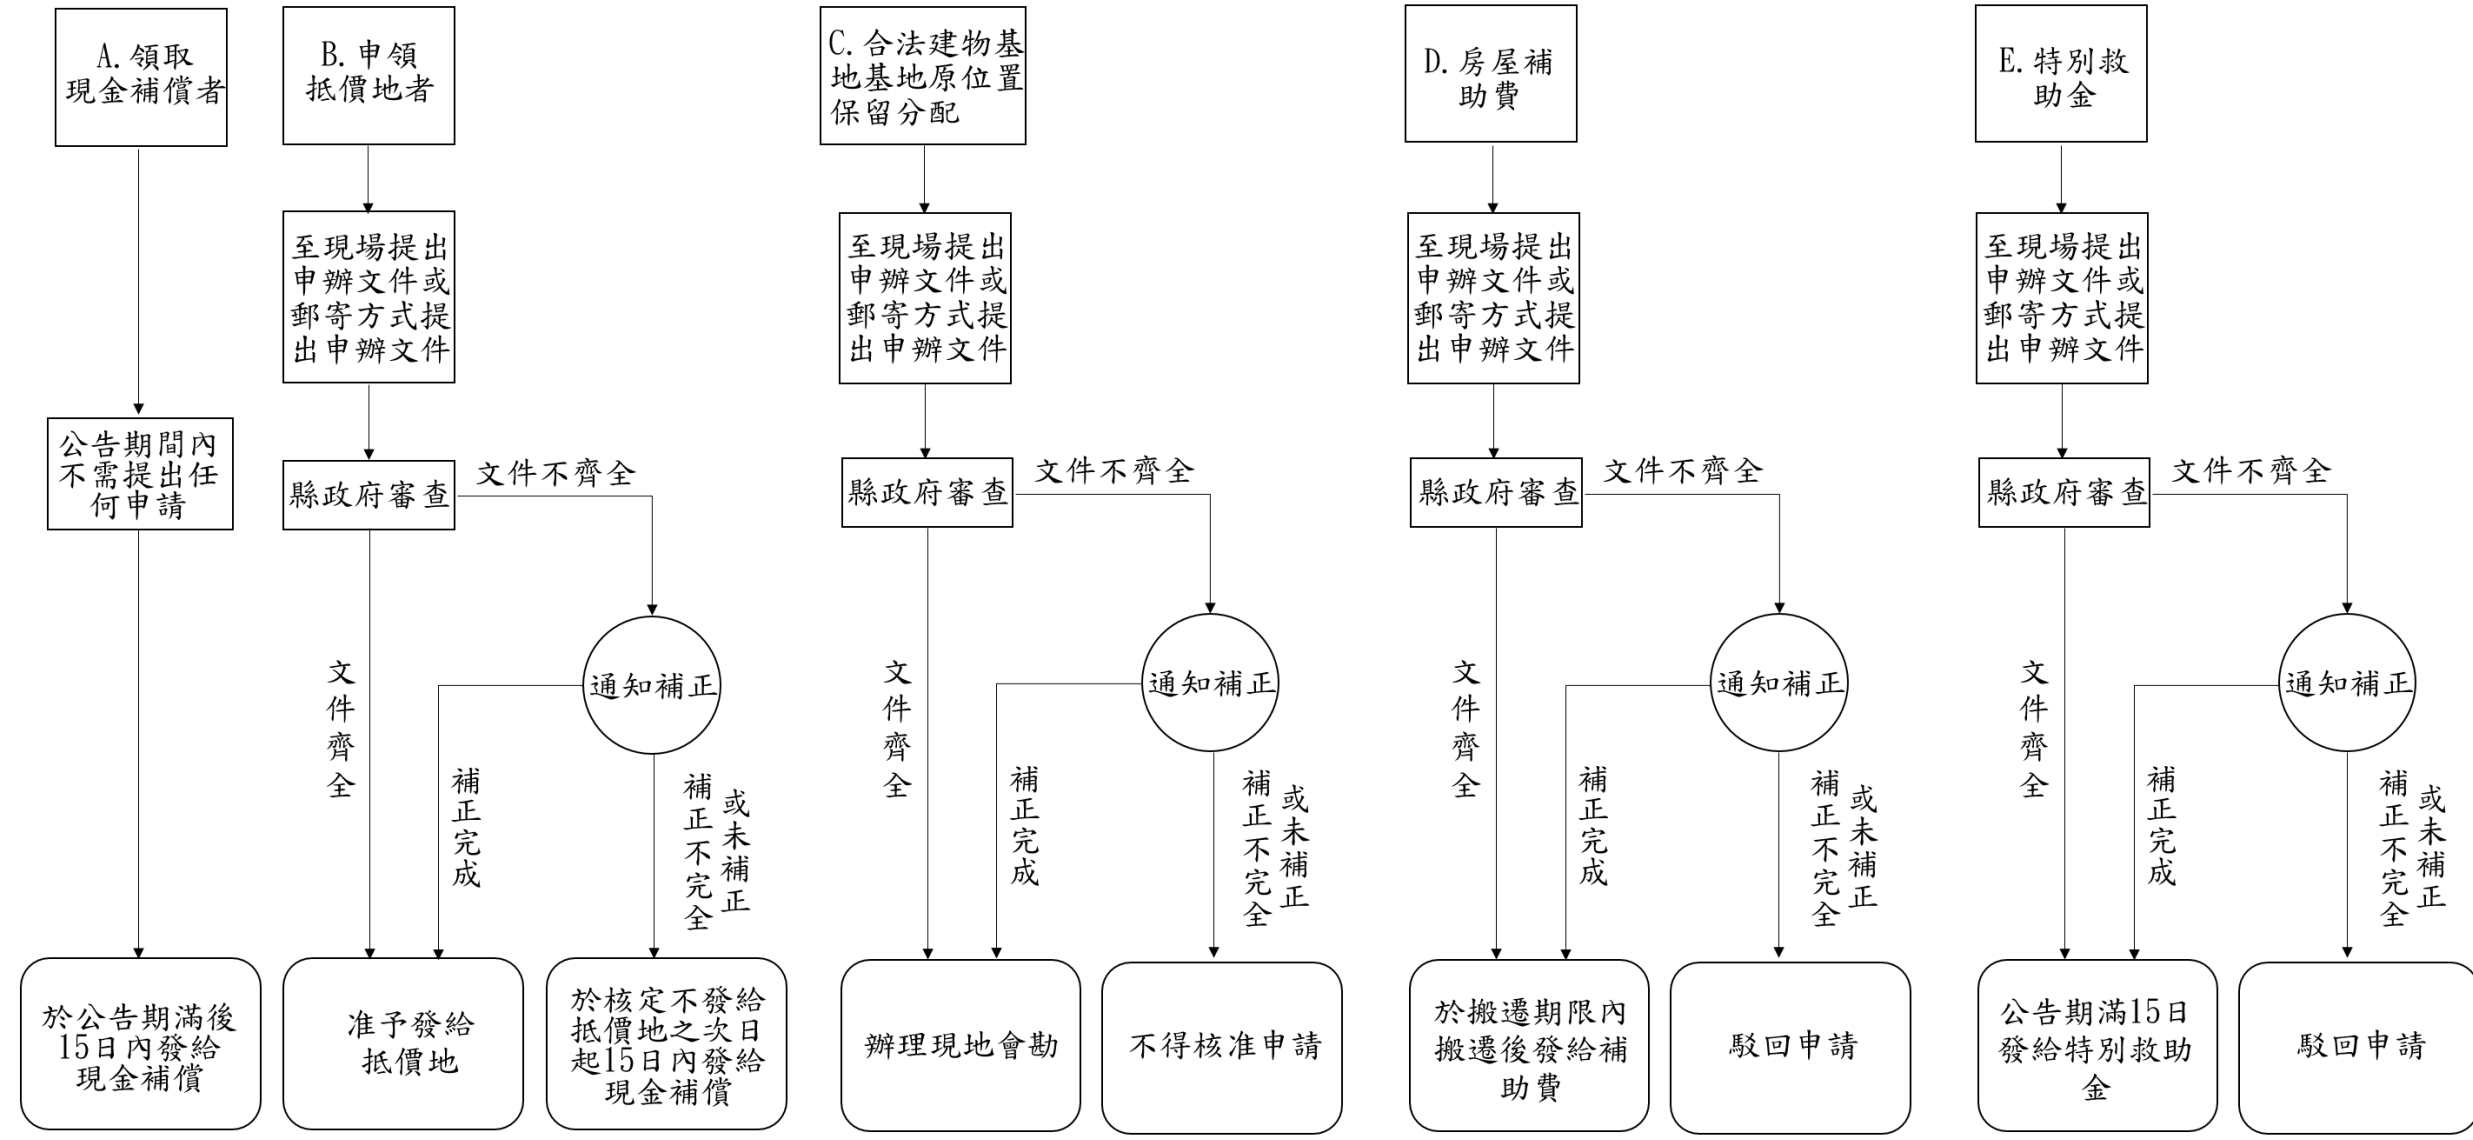 A.領取
現金補償者
公告期間內
不需提出任
何申請
於公告期滿後
15日內發給
現金補償
B.申領
抵價地者
至現場提出
申辦文件或
郵寄方式提
出申辦文件
縣政府審查
文件不齊全
通知補正
文件齊全
補正完成
補正不完全
或未補正
准予發給
抵價地
於核定不發給
抵價地之次日
起15日內發給
現金補償
C.合法建物基
地基地原位置
保留分配
至現場提出
申辦文件或
郵寄方式提
出申辦文件
縣政府審查
文件不齊全
通知補正
文件齊全
補正完成
補正不完全
或未補正
辦理現地會勘
不得核准申請
D.房屋補
助費
至現場提出
申辦文件或
郵寄方式提
出申辦文件
縣政府審查
文件不齊全
通知補正
文件齊全
補正完成
補正不完全
或未補正
於搬遷期限內
搬遷後發給補
助費
駁回申請
E.特別救
助金
至現場提出
申辦文件或
郵寄方式提
出申辦文件
縣政府審查
文件不齊全
通知補正
文件齊全
補正完成
補正不完全
或未補正
公告期滿15日
發給特別救助
金
駁回申請